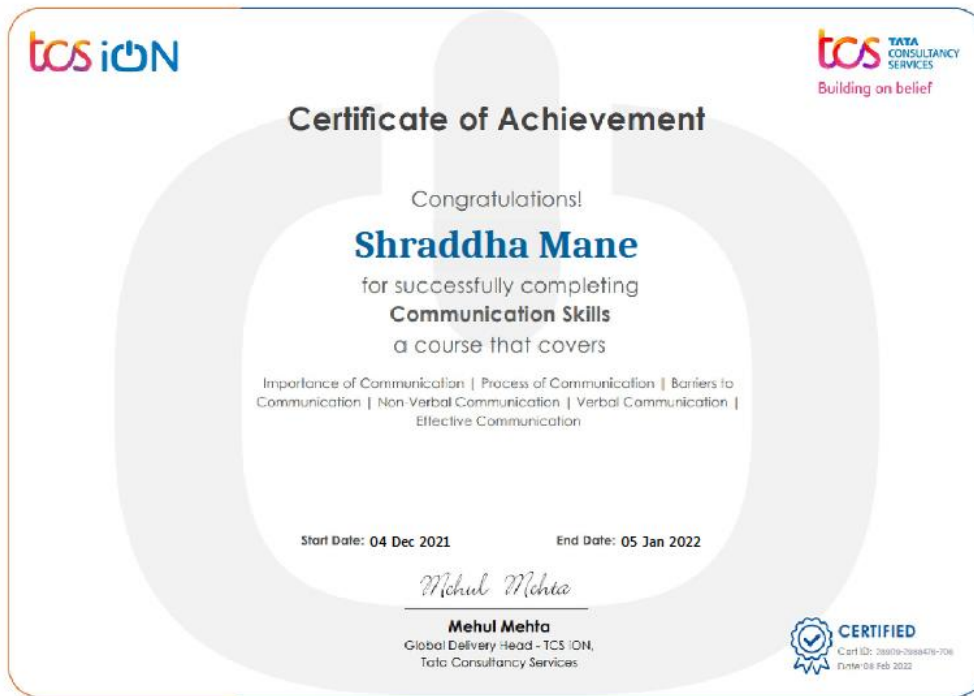 tcs iON
tcs TATA
CONSULTANCY
SERVICES
Building on belief
Certificate of Achievement
Congratulations!
Shraddha Mane
for successfully completing
Communication Skills
a course that covers
Importance of Communication | Process of Communication | Barriers to
Communication | Non-Verbal Communication | Verbal Communication |
Effective Communication
Start Date: 04 Dec 2021 End Date: 05 Jan 2022
Mehul Mehta
Mehul Mehta
Global Delivery Head - TCS iON,
Tata Consultancy Services
CERTIFIED
Cert ID:
Date: 08 Feb 2022